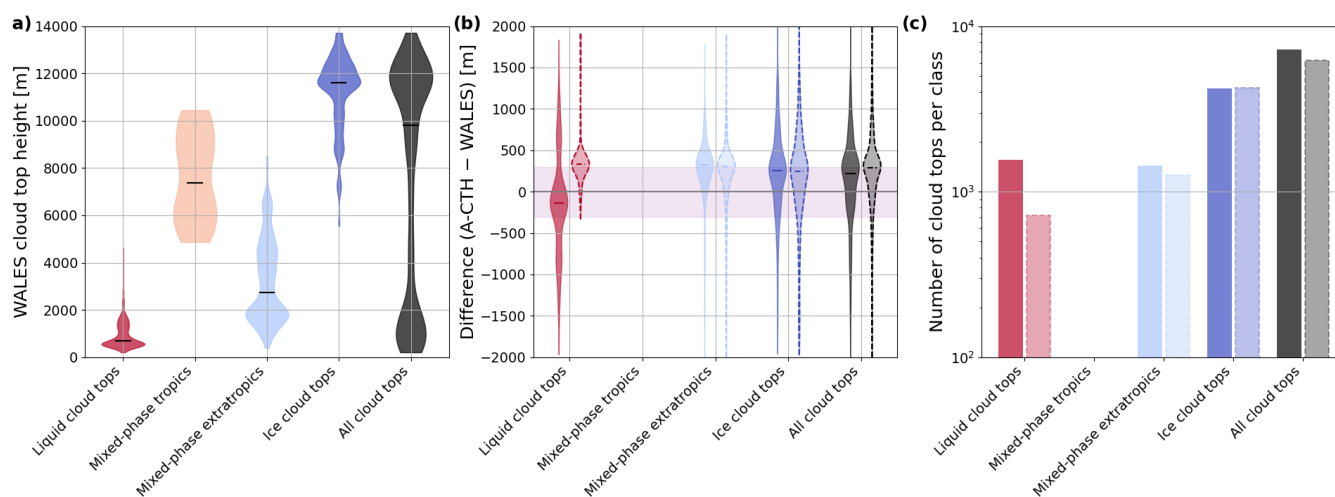 a)
WALES cloud top height [m]
14000
12000
10000
8000
6000
4000
2000
0
Liquid cloud tops
Mixed-phase tropics
Mixed-phase extratropics
Ice cloud tops
All cloud tops
(b)
Difference (A-CTH − WALES) [m]
2000
1500
1000
500
0
−500
−1000
−1500
−2000
Liquid cloud tops
Mixed-phase tropics
Mixed-phase extratropics
Ice cloud tops
All cloud tops
(c)
Number of cloud tops per class
10⁴
10³
10²
Liquid cloud tops
Mixed-phase tropics
Mixed-phase extratropics
Ice cloud tops
All cloud tops